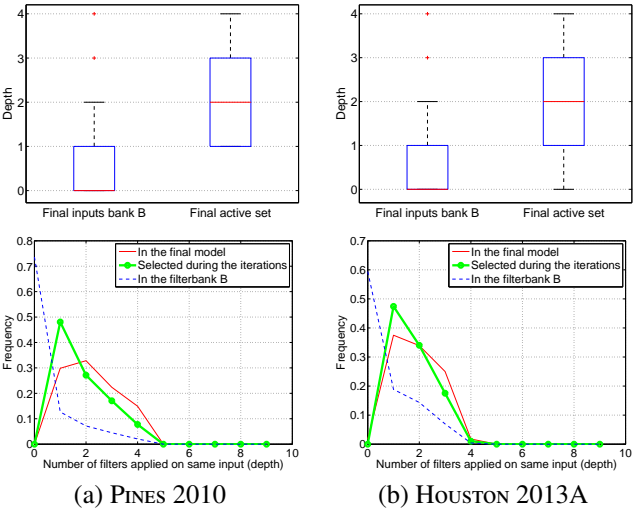 4
3
2
1
0
Depth
Final inputs bank B
Final active set
4
3
2
1
0
Depth
Final inputs bank B
Final active set
0.8
0.7
0.6
0.5
0.4
0.3
0.2
0.1
0
Frequency
In the final model
Selected during the iterations
In the filterbank B
0
2
4
6
8
10
Number of filters applied on same input (depth)
0.7
0.6
0.5
0.4
0.3
0.2
0.1
0
Frequency
In the final model
Selected during the iterations
In the filterbank B
0
2
4
6
8
10
Number of filters applied on same input (depth)
(a) PINES 2010
(b) HOUSTON 2013A